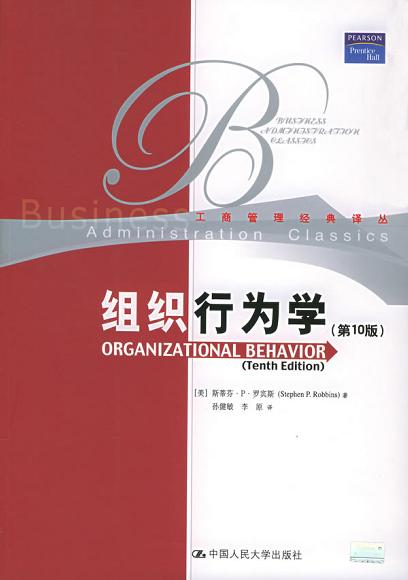 PEARSON
Prentice
Hall
B
BUSINESS
ADMINISTRATION
CLASSICS
Business
工商管理经典译丛
Administration Classics
组织行为学(第10版)
ORGANIZATIONAL BEHAVIOR
(Tenth Edition)
[美] 斯蒂芬·P·罗宾斯 (Stephen P. Robbins) 著
孙健敏 李 原 译
中国人民大学出版社